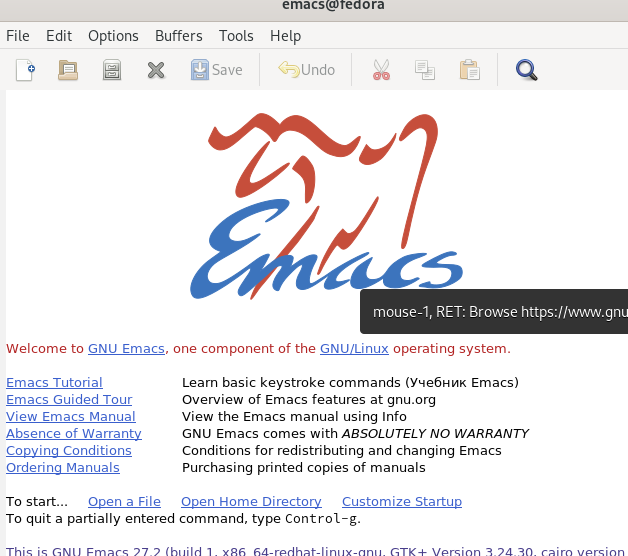 emacs@fedora
File Edit Options Buffers Tools Help
Save Undo
Emacs
mouse-1, RET: Browse https://www.gnu
Welcome to GNU Emacs, one component of the GNU/Linux operating system.
Emacs Tutorial Learn basic keystroke commands (Учебник Emacs)
Emacs Guided Tour Overview of Emacs features at gnu.org
View Emacs Manual View the Emacs manual using Info
Absence of Warranty GNU Emacs comes with ABSOLUTELY NO WARRANTY
Copying Conditions Conditions for redistributing and changing Emacs
Ordering Manuals Purchasing printed copies of manuals
To start... Open a File Open Home Directory Customize Startup
To quit a partially entered command, type Control-g.
This is GNU Emacs 27.2 (build 1, x86_64-redhat-linux-gnu, GTK+ Version 3.24.30, cairo version